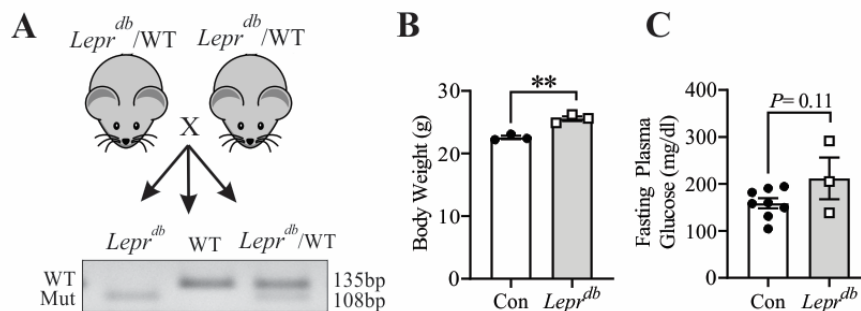 A
Lepr^db/WT Lepr^db/WT
X
Lepr^db WT Lepr^db/WT
WT 135bp
Mut 108bp
B
**
Body Weight (g)
30
20
10
0
Con Lepr^db
C
P= 0.11
Fasting Plasma
Glucose (mg/dl)
400
300
200
100
0
Con Lepr^db